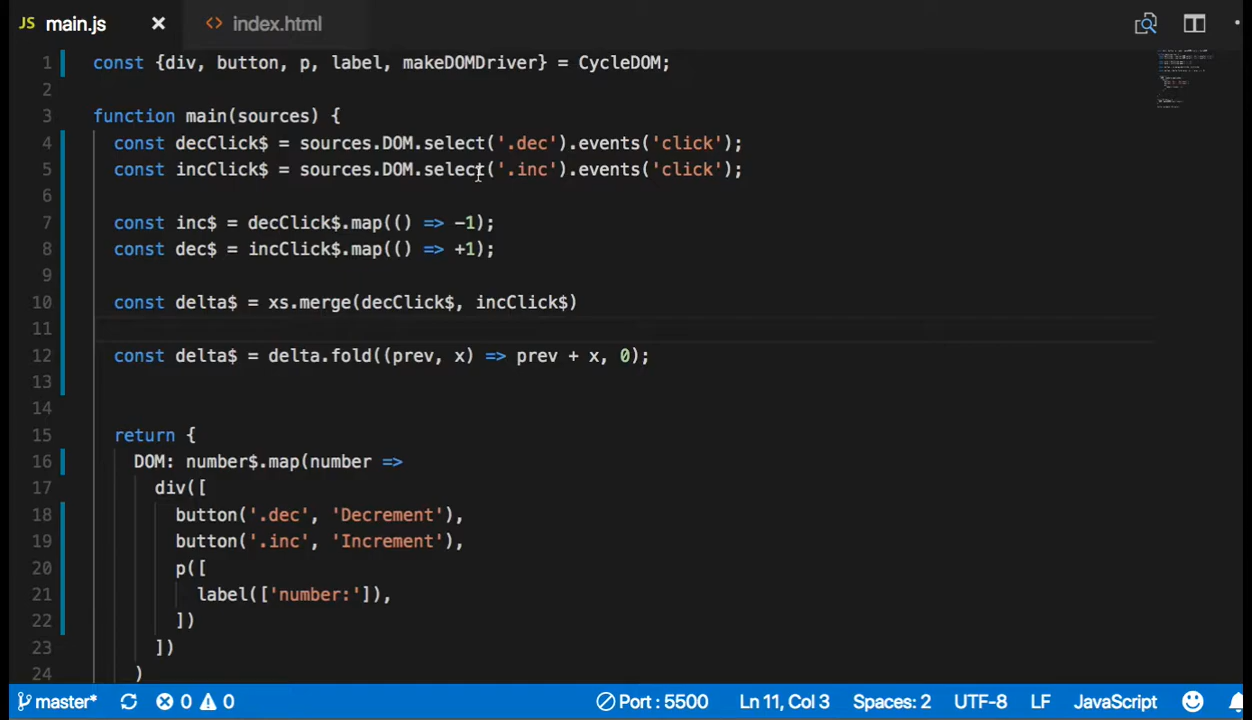 JS main.js × <> index.html
1 const {div, button, p, label, makeDOMDriver} = CycleDOM;
2
3 function main(sources) {
4 const decClick$ = sources.DOM.select('.dec').events('click');
5 const incClick$ = sources.DOM.select('.inc').events('click');
6
7 const inc$ = decClick$.map(() => -1);
8 const dec$ = incClick$.map(() => +1);
9
10 const delta$ = xs.merge(decClick$, incClick$)
11
12 const delta$ = delta.fold((prev, x) => prev + x, 0);
13
14
15 return {
16 DOM: number$.map(number =>
17 div([
18 button('.dec', 'Decrement'),
19 button('.inc', 'Increment'),
20 p([
21 label(['number:']),
22 ])
23 ])
24 )
master* 0 0 Port : 5500 Ln 11, Col 3 Spaces: 2 UTF-8 LF JavaScript